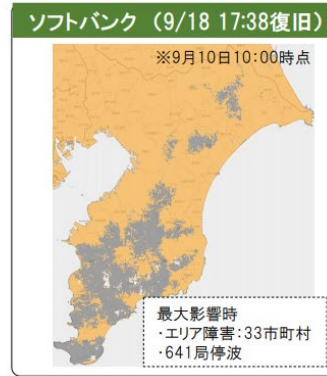 ソフトバンク (9/18 17:38復旧)
※9月10日10:00時点
最大影響時
・エリア障害:33市町村
・641局停波